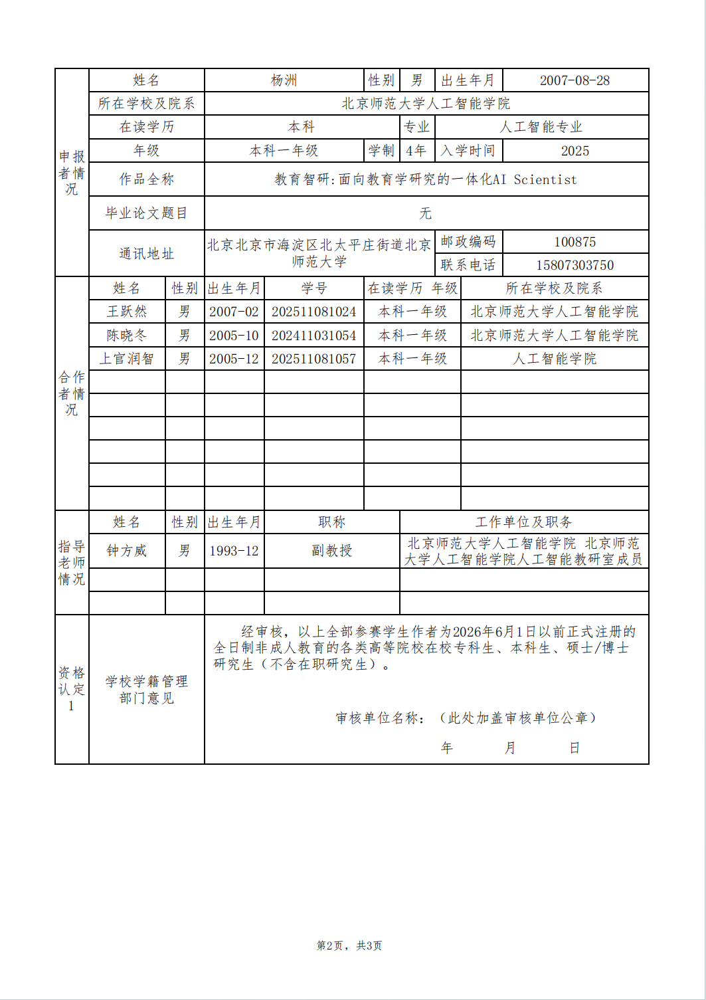 申报者情况
姓名 杨洲 性别 男 出生年月 2007-08-28
所在学校及院系 北京师范大学人工智能学院
在读学历 本科 专业 人工智能专业
年级 本科一年级 学制 4年 入学时间 2025
作品全称 教育智研:面向教育学研究的一体化AI Scientist
毕业论文题目 无
通讯地址 北京北京市海淀区北太平庄街道北京
师范大学
邮政编码 100875
联系电话 15807303750
合作者情况
姓名 性别 出生年月 学号 在读学历 年级 所在学校及院系
王跃然 男 2007-02 202511081024 本科一年级 北京师范大学人工智能学院
陈晓冬 男 2005-10 202411031054 本科一年级 北京师范大学人工智能学院
上官润智 男 2005-12 202511081057 本科一年级 人工智能学院
指导老师情况
姓名 性别 出生年月 职称 工作单位及职务
钟方威 男 1993-12 副教授 北京师范大学人工智能学院 北京师范
大学人工智能学院人工智能教研室成员
资格认定1
学校学籍管理
部门意见
经审核，以上全部参赛学生作者为2026年6月1日以前正式注册的
全日制非成人教育的各类高等院校在校专科生、本科生、硕士/博士
研究生（不含在职研究生）。
审核单位名称：（此处加盖审核单位公章）
年 月 日
第2页，共3页